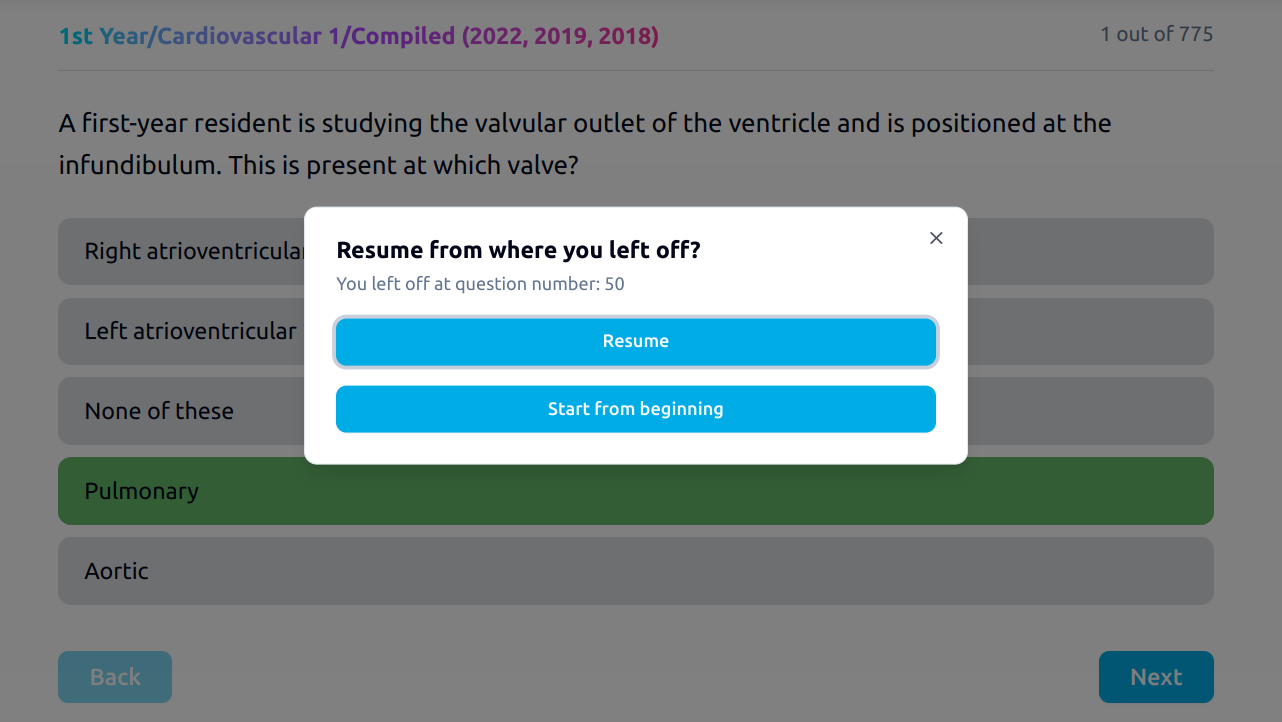 1st Year/Cardiovascular 1/Compiled (2022, 2019, 2018)
1 out of 775
A first-year resident is studying the valvular outlet of the ventricle and is positioned at the
infundibulum. This is present at which valve?
Right atrioventricular
Resume from where you left off?
You left off at question number: 50
Left atrioventricular
Resume
None of these
Start from beginning
Pulmonary
Aortic
Back
Next